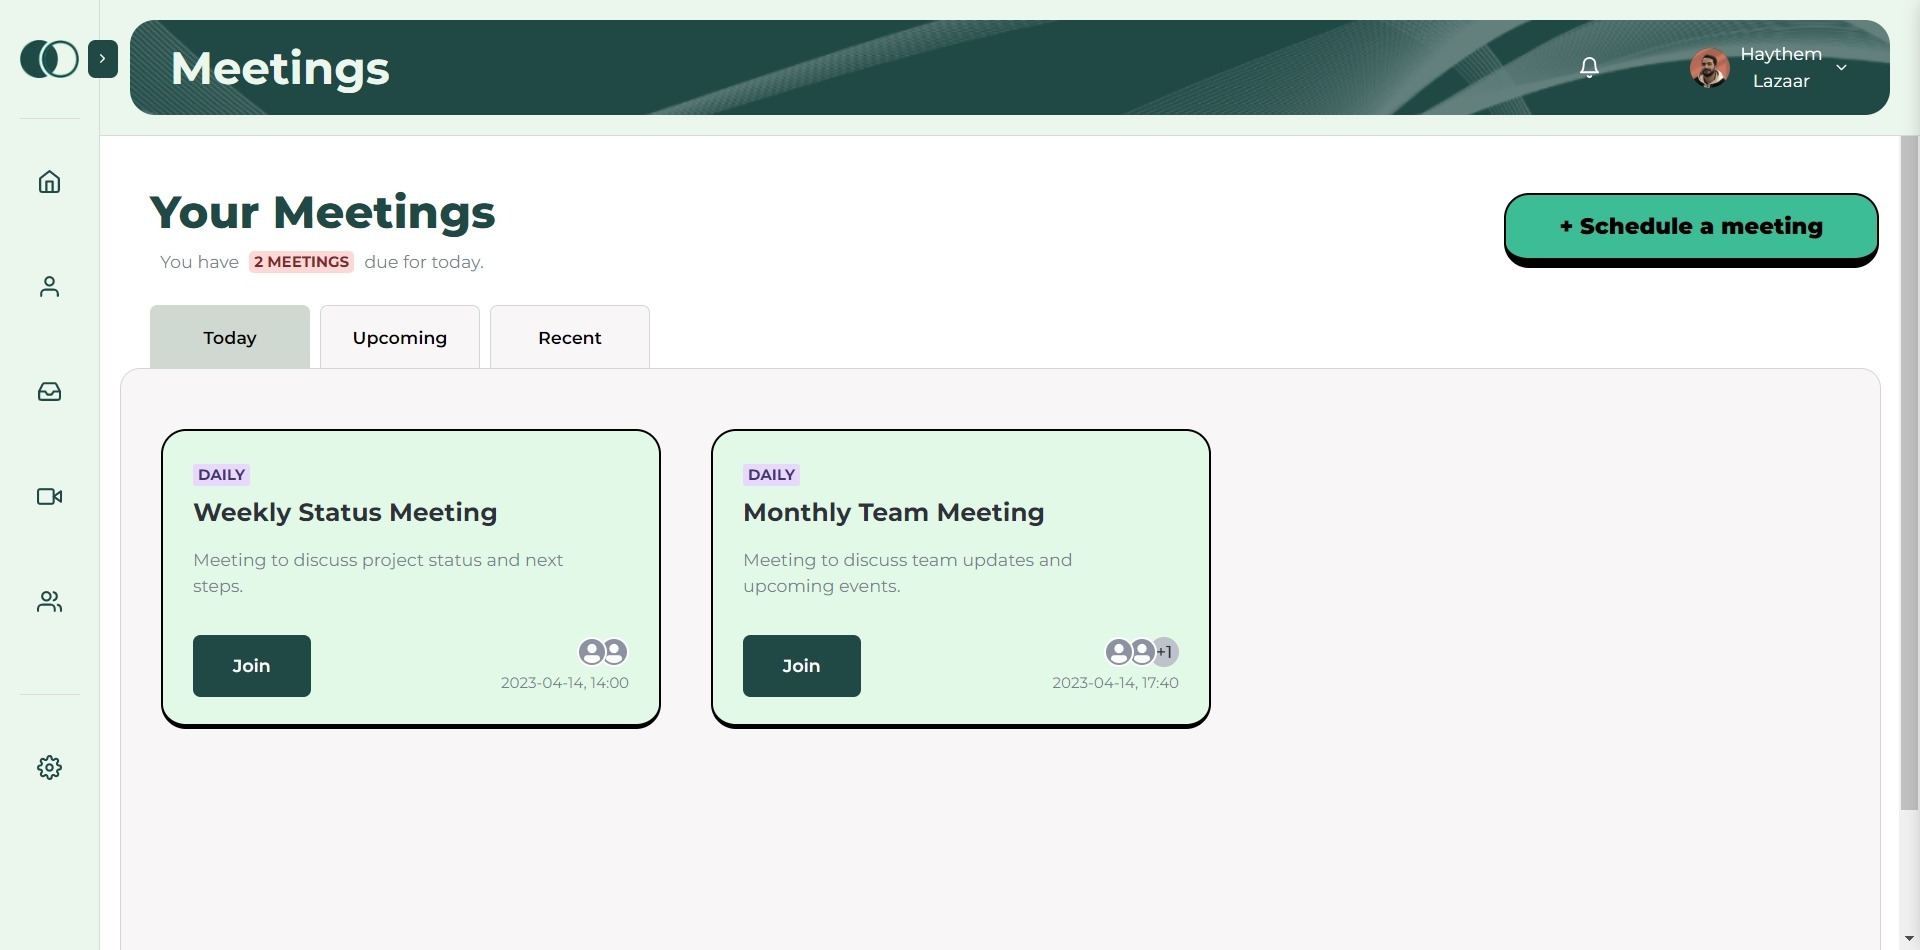 Meetings
Haythem
Lazaar
Your Meetings
+ Schedule a meeting
You have 2 MEETINGS due for today.
Today
Upcoming
Recent
DAILY
Weekly Status Meeting
Meeting to discuss project status and next
steps.
Join
2023-04-14, 14:00
DAILY
Monthly Team Meeting
Meeting to discuss team updates and
upcoming events.
Join
+1
2023-04-14, 17:40